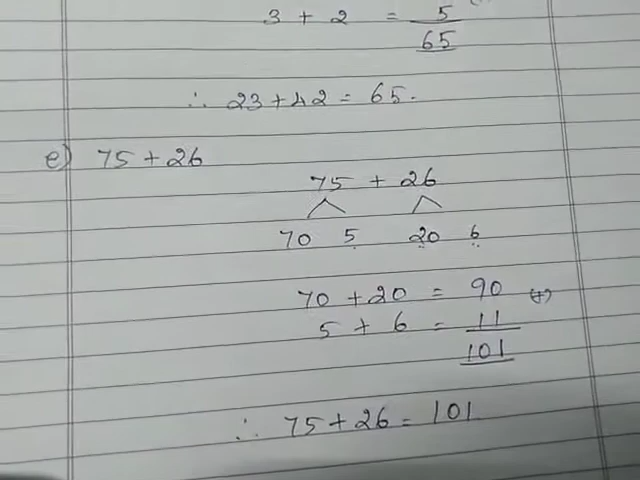 3 + 2 = 5
65
∴ 23 + 42 = 65.
e) 75 + 26
75 + 26
70 5 20 6
70 + 20 = 90 (+)
5 + 6 = 11
101
∴ 75 + 26 = 101